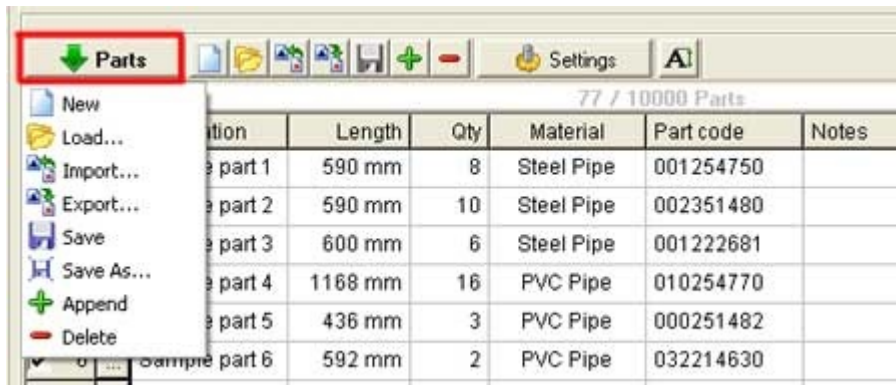 Parts Settings A
77 / 10000 Parts
New
Load...
Import...
Export...
Save
Save As...
Append
Delete
tion Length Qty Material Part code Notes
part 1 590 mm 8 Steel Pipe 001254750
part 2 590 mm 10 Steel Pipe 002351480
part 3 600 mm 6 Steel Pipe 001222681
part 4 1168 mm 16 PVC Pipe 010254770
part 5 436 mm 3 PVC Pipe 000251482
... Sample part 6 592 mm 2 PVC Pipe 032214630